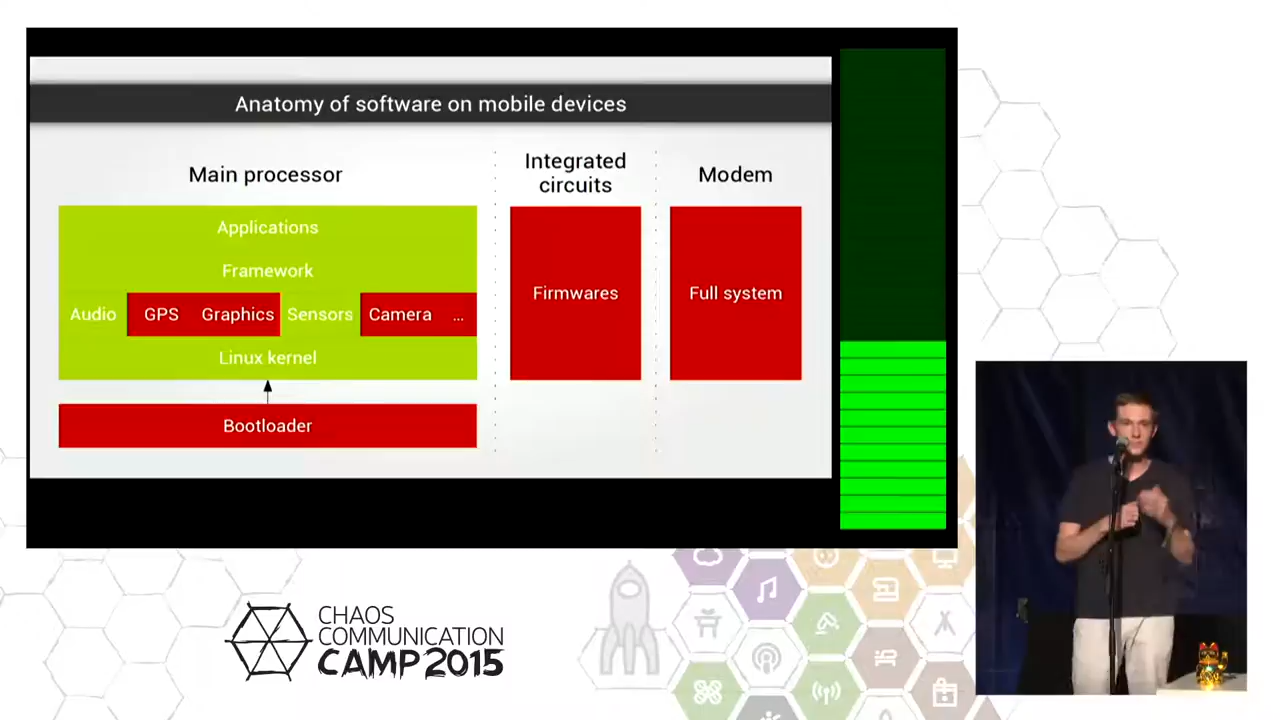 Anatomy of software on mobile devices
Main processor
Integrated
circuits
Modem
Applications
Framework
Audio GPS Graphics Sensors Camera ...
Linux kernel
Bootloader
Firmwares
Full system
CHAOS
COMMUNICATION
CAMP 2015